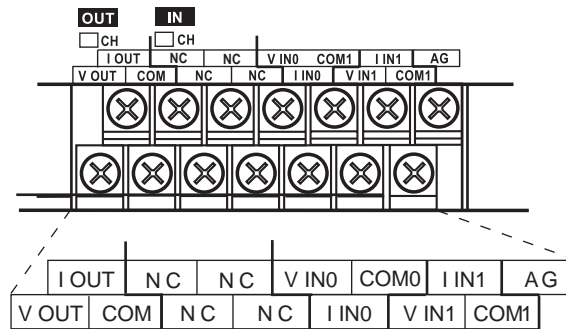 OUT IN
CH CH
I OUT NC NC V IN0 COM1 I IN1 AG
V OUT COM NC NC I IN0 V IN1 COM1
I OUT N C N C V IN0 COM0 I IN1 A G
V OUT COM N C N C I IN0 V IN1 COM1